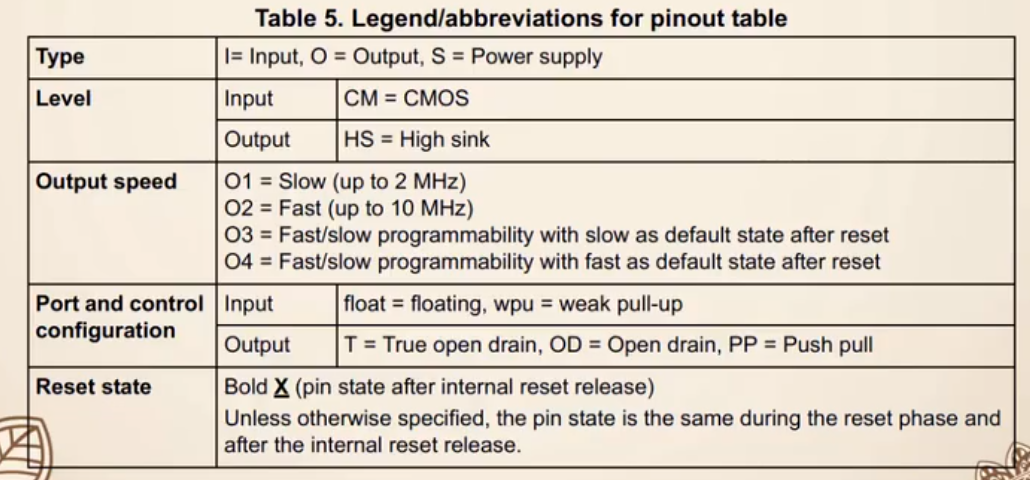 Table 5. Legend/abbreviations for pinout table
Type
I= Input, O = Output, S = Power supply
Level
Input
CM = CMOS
Output
HS = High sink
Output speed
O1 = Slow (up to 2 MHz)
O2 = Fast (up to 10 MHz)
O3 = Fast/slow programmability with slow as default state after reset
O4 = Fast/slow programmability with fast as default state after reset
Port and control
configuration
Input
float = floating, wpu = weak pull-up
Output
T = True open drain, OD = Open drain, PP = Push pull
Reset state
Bold X (pin state after internal reset release)
Unless otherwise specified, the pin state is the same during the reset phase and
after the internal reset release.